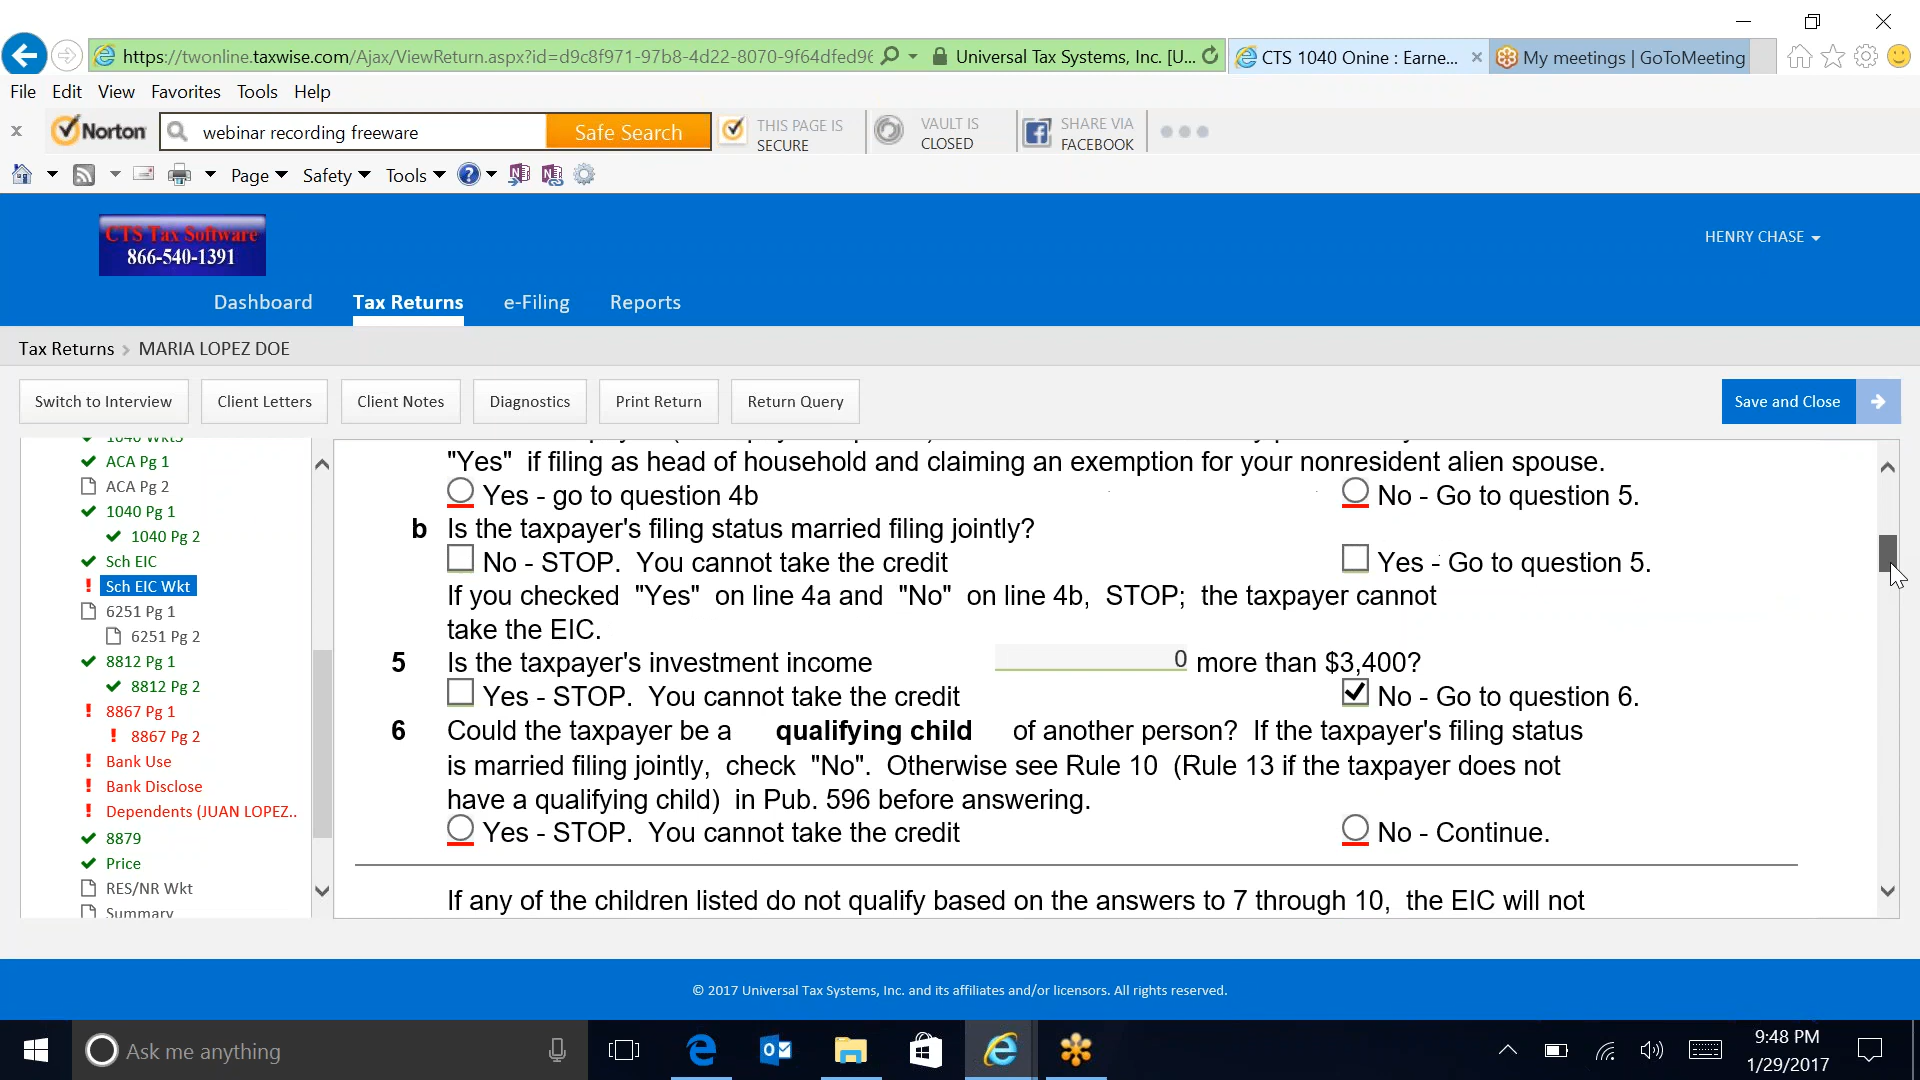 https://twonline.taxwise.com/Ajax/ViewReturn.aspx?id=d9c8f971-97b8-4d22-8070-9f64dfed96
Universal Tax Systems, Inc. [U...
CTS 1040 Onine : Earne...
My meetings | GoToMeeting
File Edit View Favorites Tools Help
x Norton
webinar recording freeware
Safe Search
THIS PAGE IS
SECURE
VAULT IS
CLOSED
SHARE VIA
FACEBOOK
Page Safety Tools
CTS Tax Software
866-540-1391
HENRY CHASE
Dashboard Tax Returns e-Filing Reports
Tax Returns > MARIA LOPEZ DOE
Switch to Interview Client Letters Client Notes Diagnostics Print Return Return Query Save and Close
ACA Pg 1
ACA Pg 2
1040 Pg 1
1040 Pg 2
Sch EIC
Sch EIC Wkt
6251 Pg 1
6251 Pg 2
8812 Pg 1
8812 Pg 2
8867 Pg 1
8867 Pg 2
Bank Use
Bank Disclose
Dependents (JUAN LOPEZ..
8879
Price
RES/NR Wkt
Summary
"Yes" if filing as head of household and claiming an exemption for your nonresident alien spouse.
Yes - go to question 4b No - Go to question 5.
b Is the taxpayer's filing status married filing jointly?
No - STOP. You cannot take the credit Yes - Go to question 5.
If you checked "Yes" on line 4a and "No" on line 4b, STOP; the taxpayer cannot
take the EIC.
5 Is the taxpayer's investment income 0 more than $3,400?
Yes - STOP. You cannot take the credit No - Go to question 6.
6 Could the taxpayer be a qualifying child of another person? If the taxpayer's filing status
is married filing jointly, check "No". Otherwise see Rule 10 (Rule 13 if the taxpayer does not
have a qualifying child) in Pub. 596 before answering.
Yes - STOP. You cannot take the credit No - Continue.
If any of the children listed do not qualify based on the answers to 7 through 10, the EIC will not
© 2017 Universal Tax Systems, Inc. and its affiliates and/or licensors. All rights reserved.
Ask me anything
9:48 PM
1/29/2017